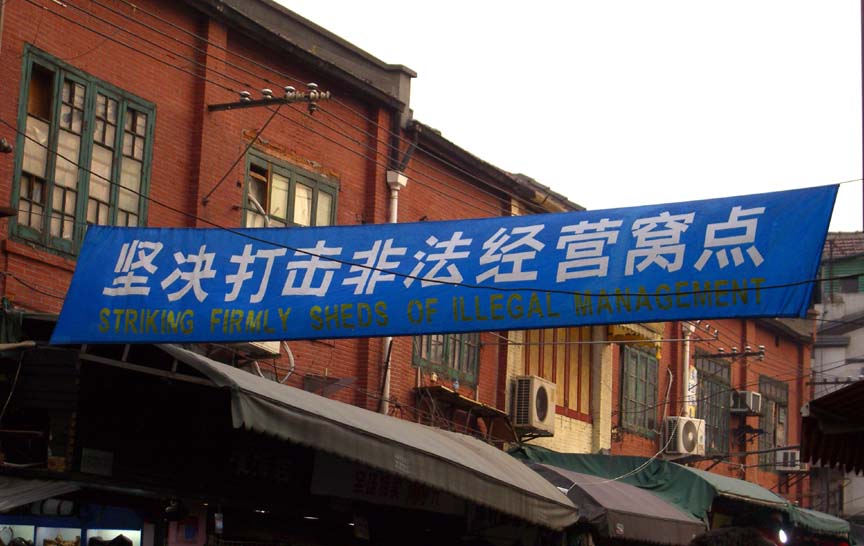 坚决打击非法经营窝点
STRIKING FIRMLY SHEDS OF ILLEGAL MANAGEMENT